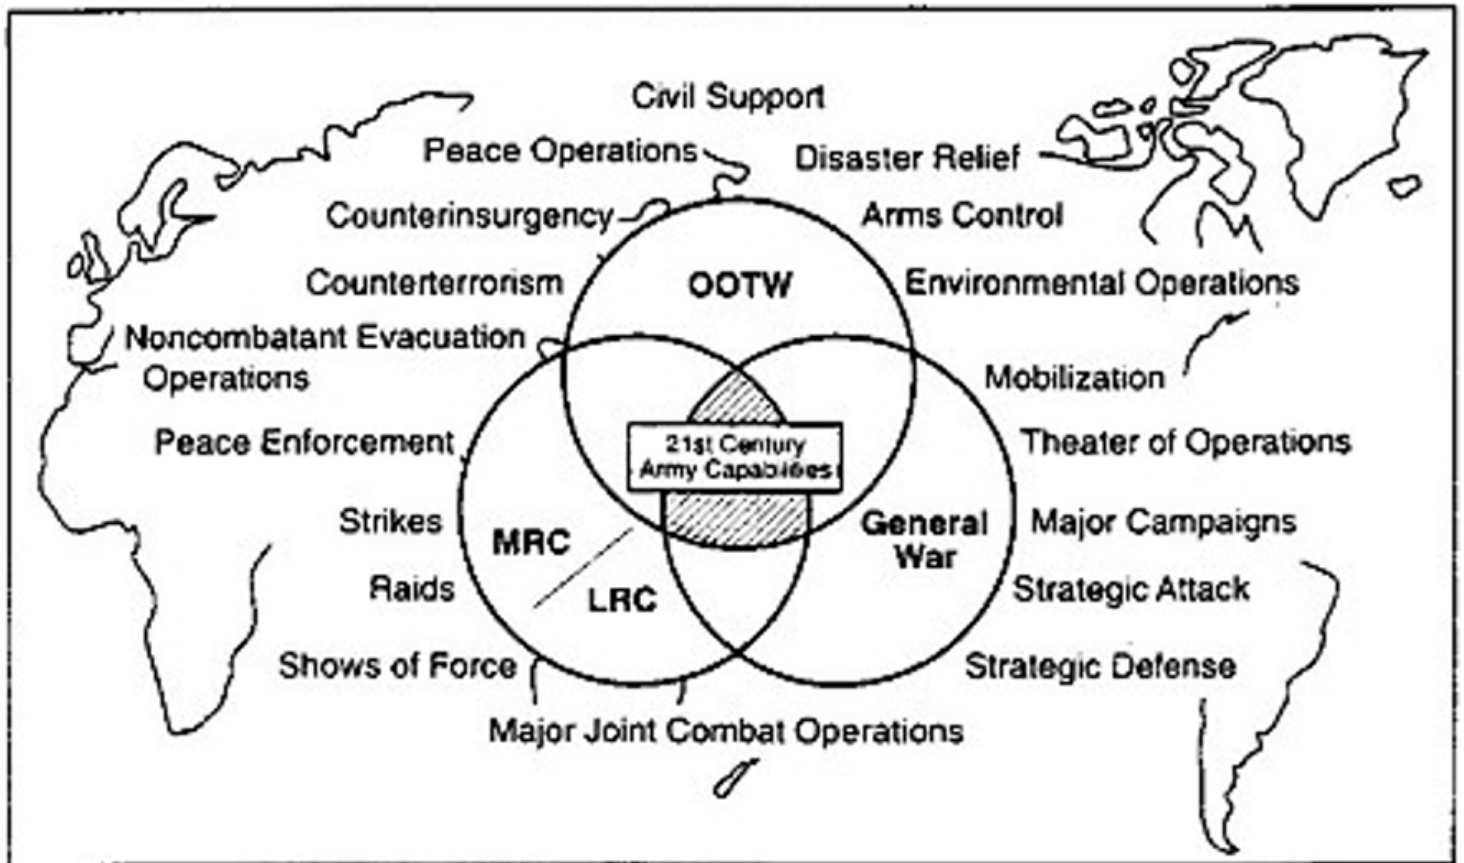 Civil Support
Peace Operations
Disaster Relief
Counterinsurgency
Arms Control
Counterterrorism
OOTW
Environmental Operations
Noncombatant Evacuation
Operations
Mobilization
Peace Enforcement
21st Century
Army Capabilities
Theater of Operations
Strikes
MRC
General
War
Major Campaigns
Raids
LRC
Strategic Attack
Shows of Force
Strategic Defense
Major Joint Combat Operations